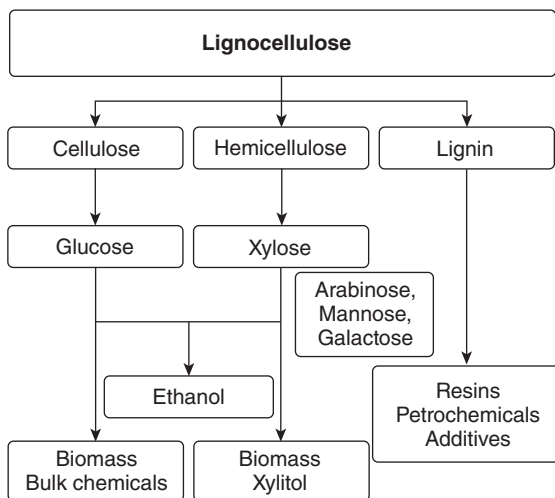 Lignocellulose
Cellulose
Hemicellulose
Lignin
Glucose
Xylose
Arabinose,
Mannose,
Galactose
Ethanol
Resins
Petrochemicals
Additives
Biomass
Bulk chemicals
Biomass
Xylitol